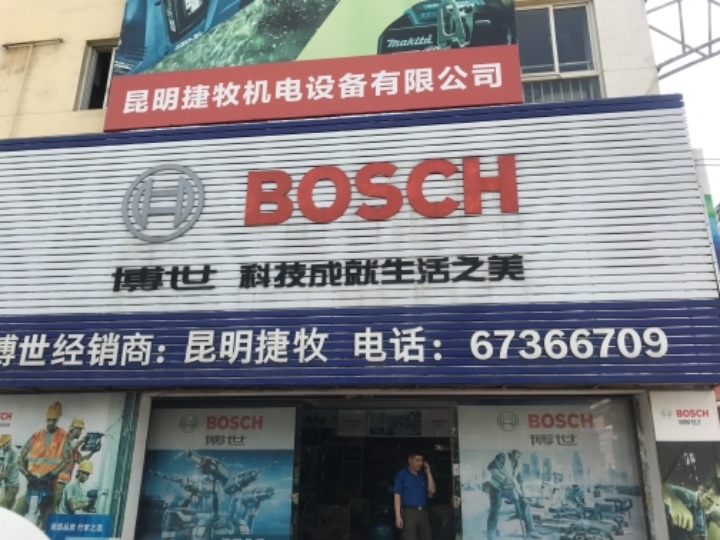 makita
昆明捷牧机电设备有限公司
BOSCH
博世 科技成就生活之美
博世经销商：昆明捷牧 电话：67366709
BOSCH
博世
BOSCH
博世
BOSCH